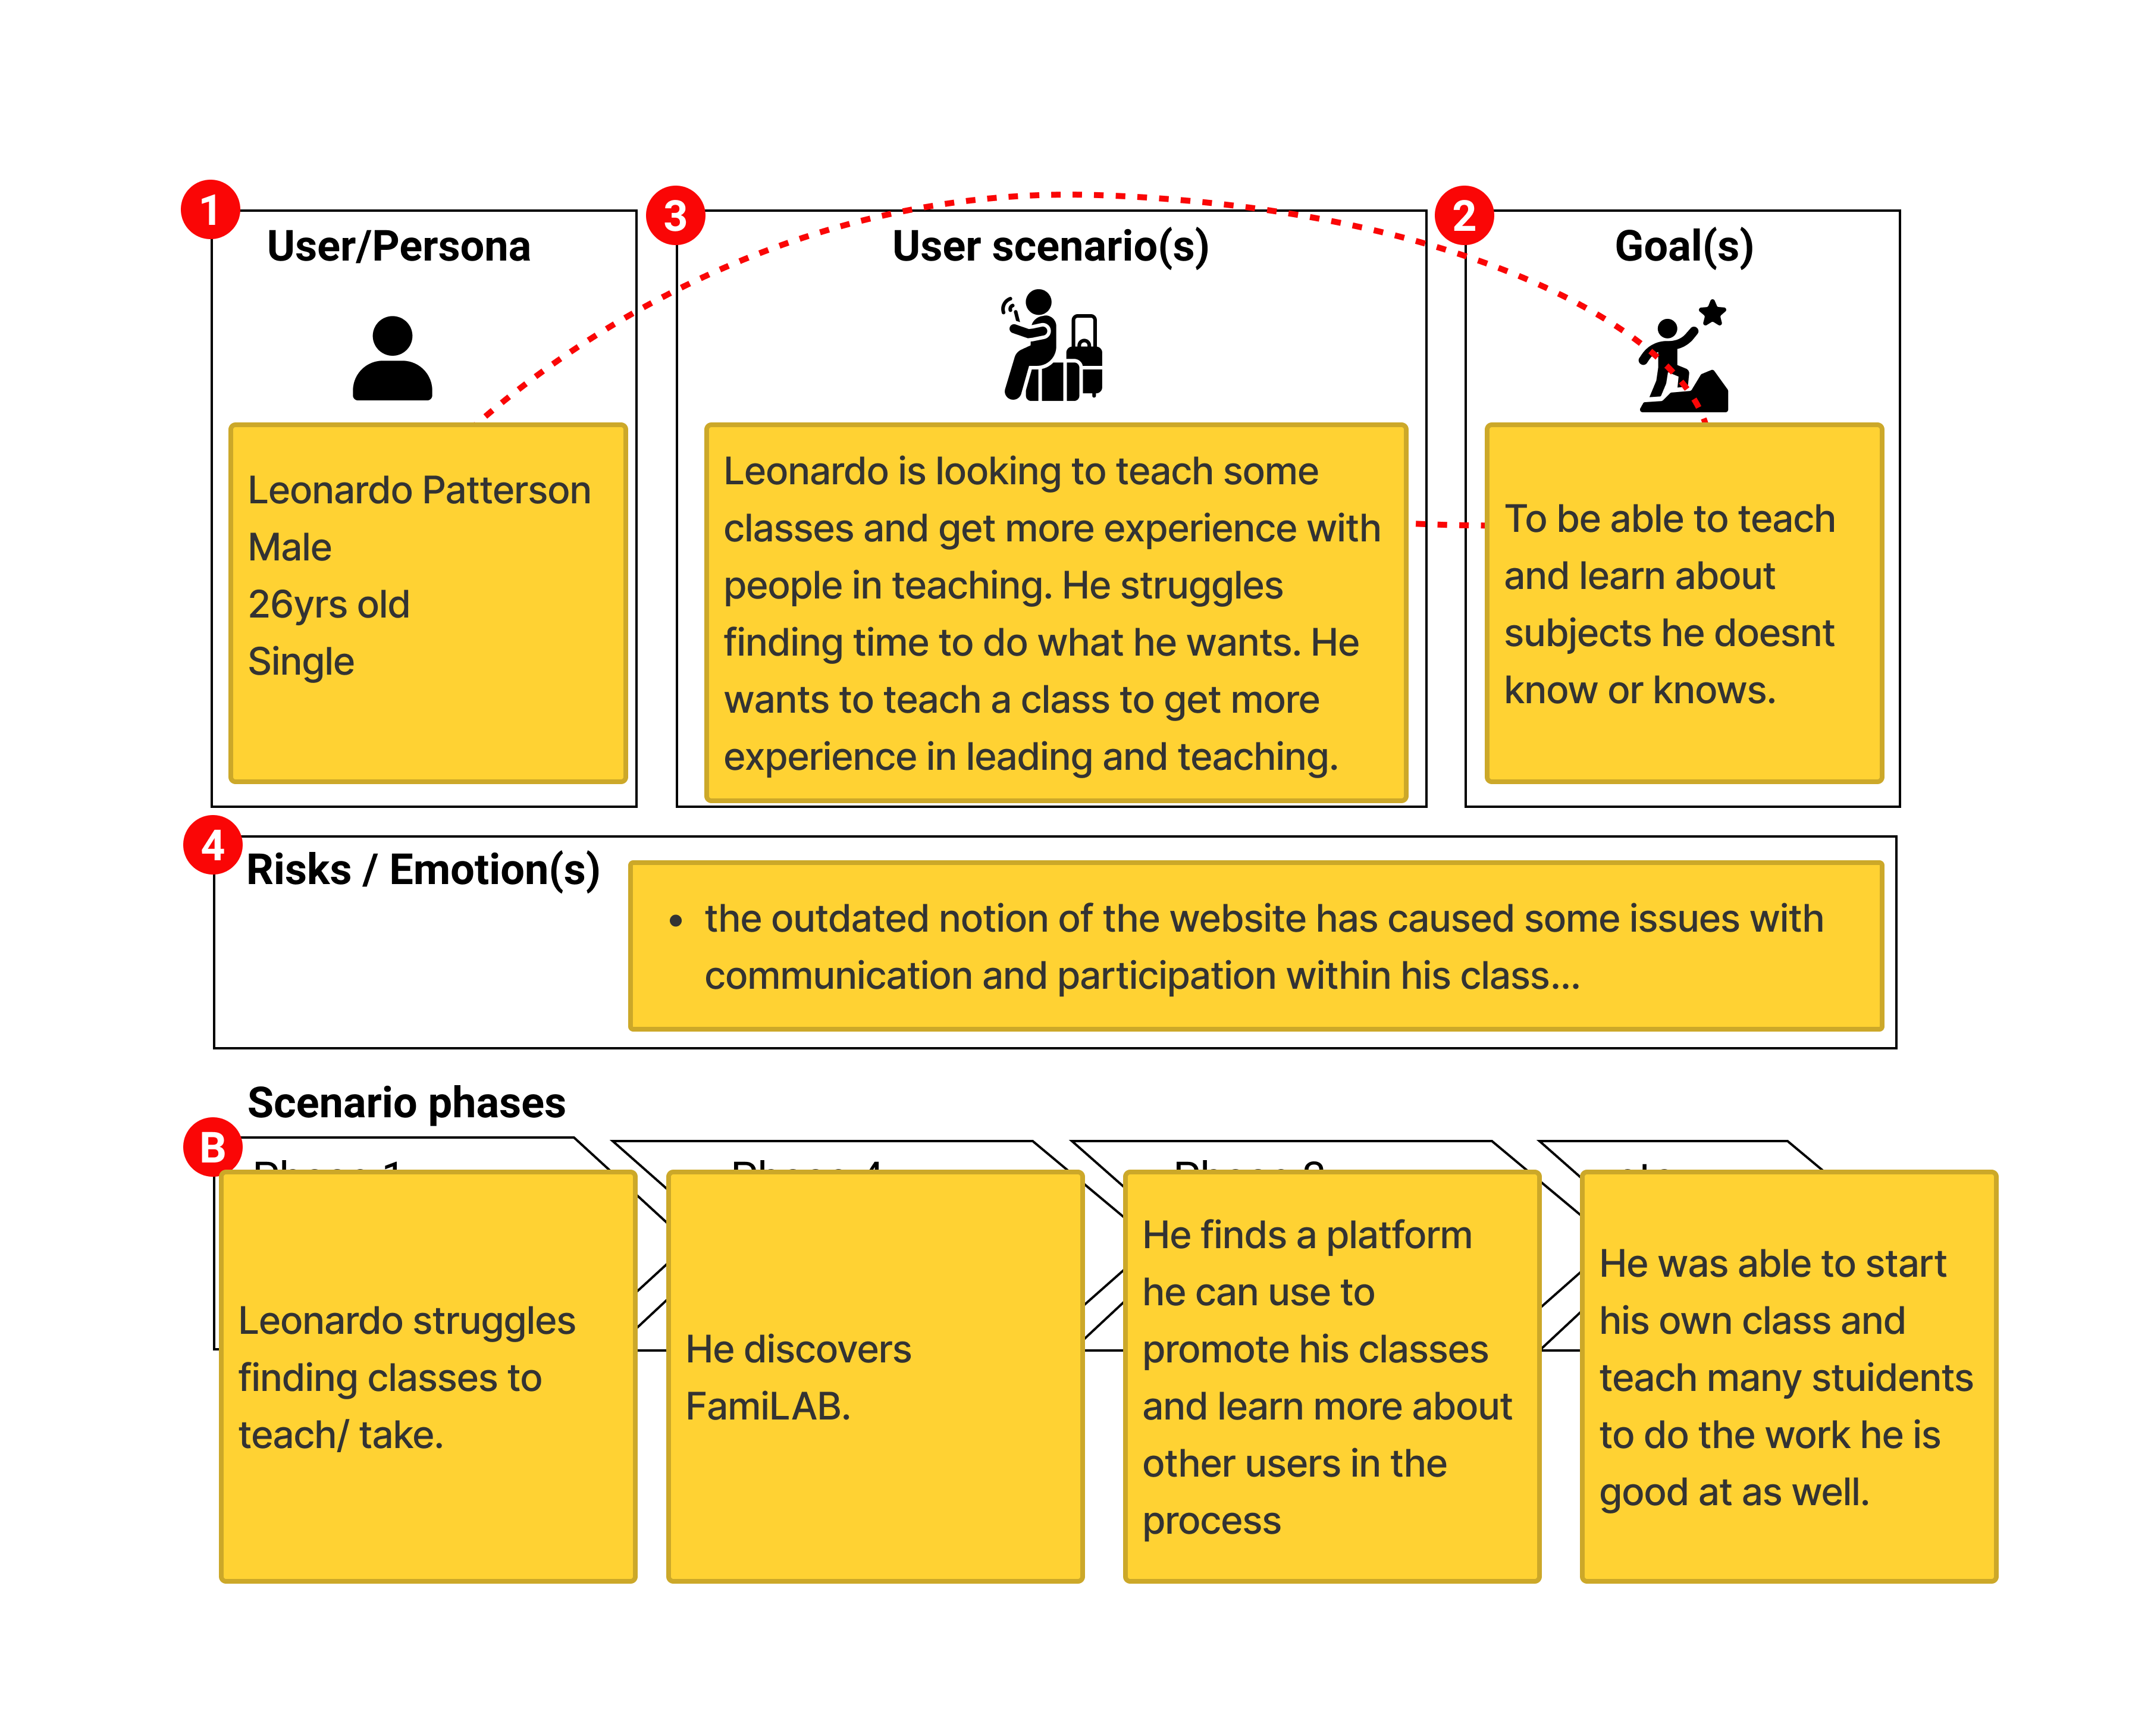 1
User/Persona
Leonardo Patterson
Male
26yrs old
Single
3
User scenario(s)
Leonardo is looking to teach some
classes and get more experience with
people in teaching. He struggles
finding time to do what he wants. He
wants to teach a class to get more
experience in leading and teaching.
2
Goal(s)
To be able to teach
and learn about
subjects he doesnt
know or knows.
4
Risks / Emotion(s)
• the outdated notion of the website has caused some issues with
communication and participation within his class...
Scenario phases
B
Phase 1
Leonardo struggles
finding classes to
teach/ take.
Phase
He discovers
FamiLAB.
Phase
He finds a platform
he can use to
promote his classes
and learn more about
other users in the
process
He was able to start
his own class and
teach many stuidents
to do the work he is
good at as well.